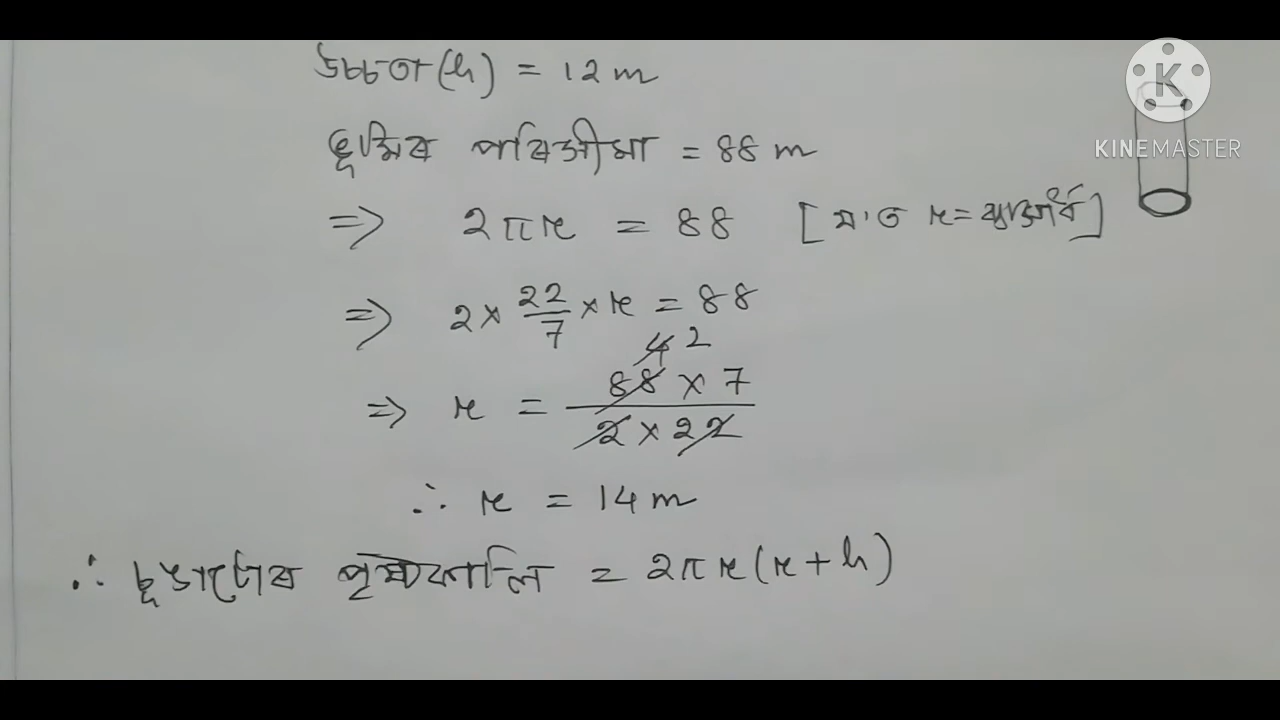 উচ্চতা (h) = 12 m
ভূমিৰ পৰিসীমা = 88 m
⇒ 2πr = 88 [য'ত r = ব্যাসাৰ্ধ]
⇒ 2 × 22/7 × r = 88
4 2
⇒ r = 88 × 7 / 2 × 22
∴ r = 14 m
∴ চুঙাটোৰ পৃষ্ঠকালি = 2πr(r + h)
K
KINEMASTER